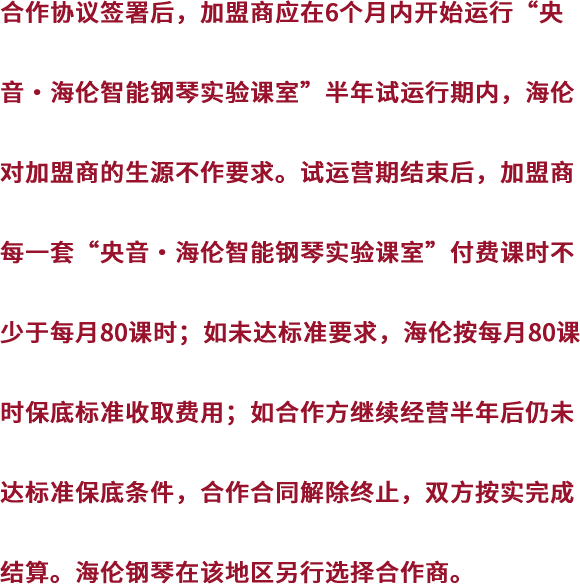 合作协议签署后，加盟商应在6个月内开始运行“央
音·海伦智能钢琴实验课室”半年试运行期内，海伦
对加盟商的生源不作要求。试运营期结束后，加盟商
每一套“央音·海伦智能钢琴实验课室”付费课时不
少于每月80课时；如未达标准要求，海伦按每月80课
时保底标准收取费用；如合作方继续经营半年后仍未
达标准保底条件，合作合同解除终止，双方按实完成
结算。海伦钢琴在该地区另行选择合作商。